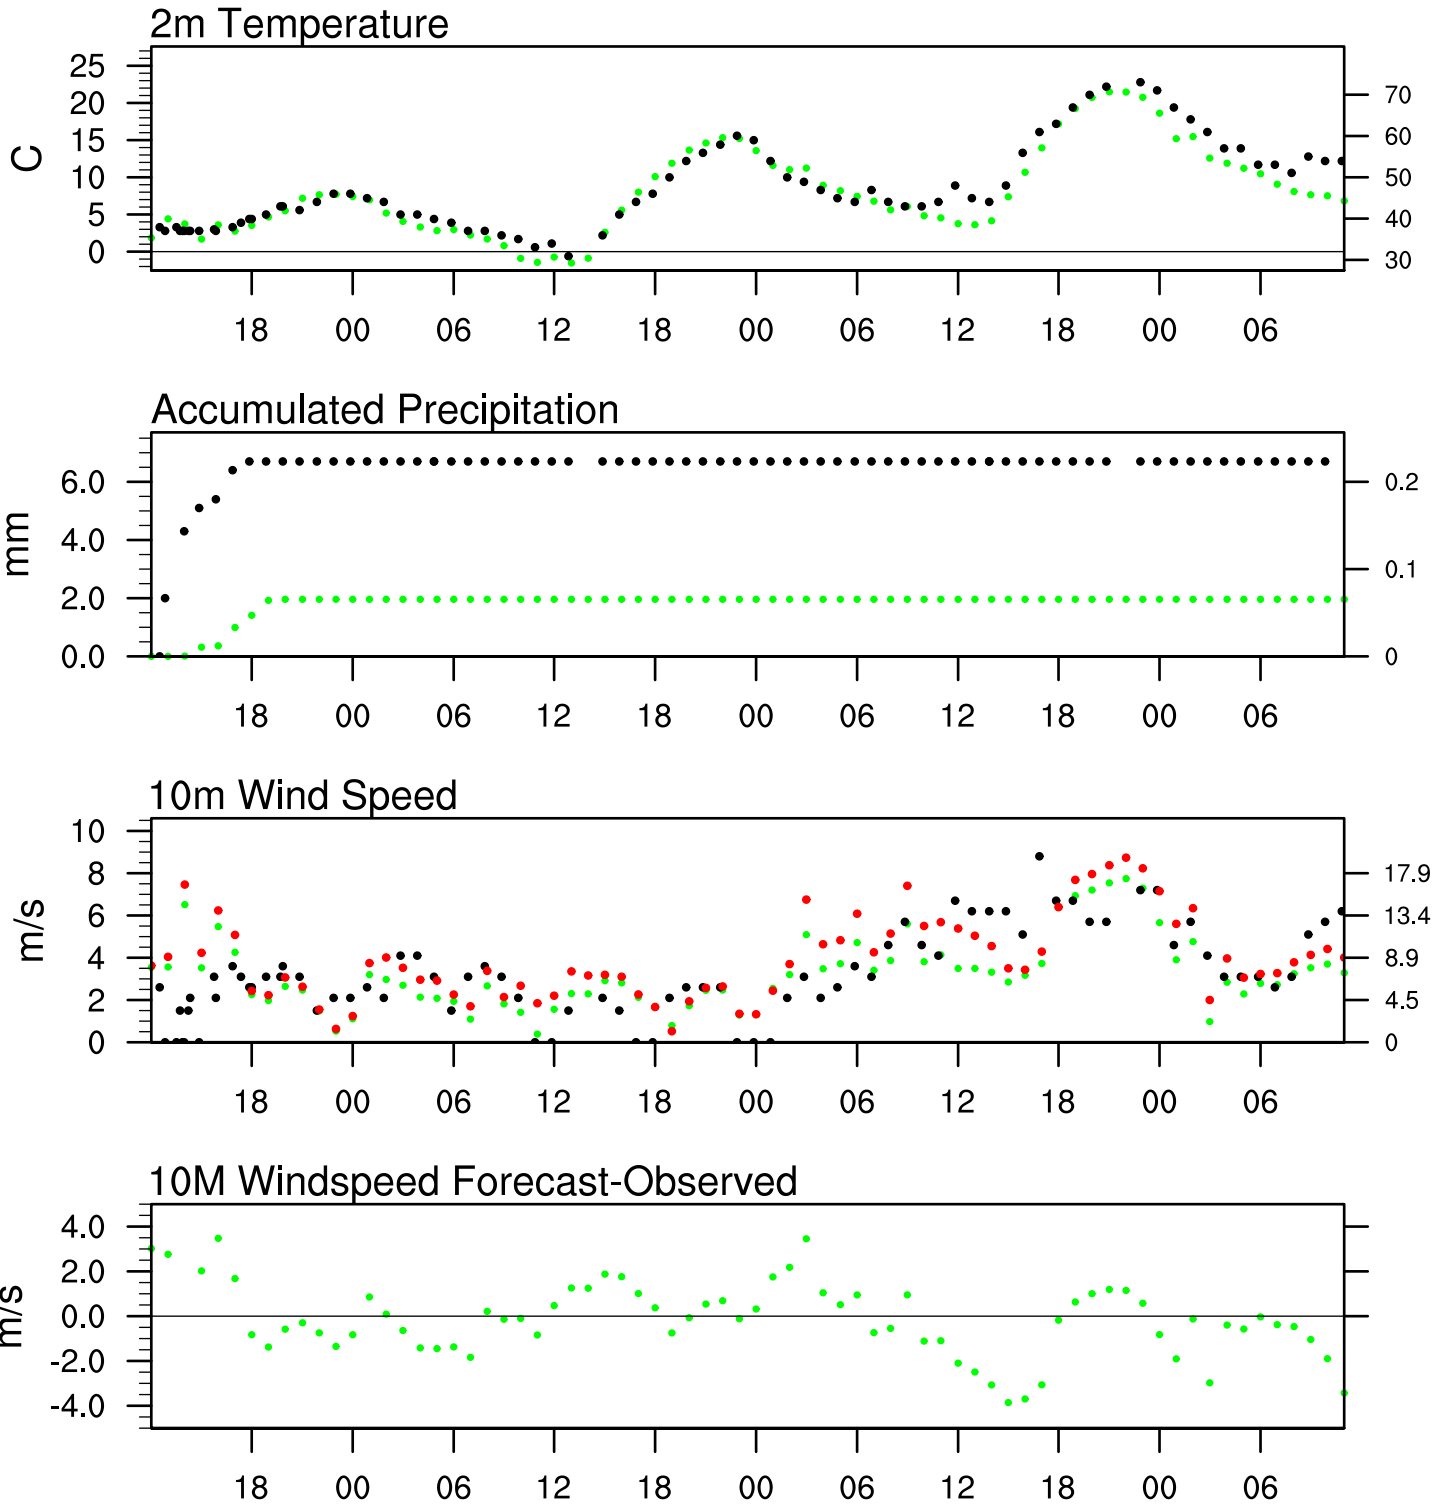 2m Temperature
25
20
15
10
5
0
C
70
60
50
40
30
18 00 06 12 18 00 06 12 18 00 06
Accumulated Precipitation
6.0
4.0
2.0
0.0
mm
0.2
0.1
0
18 00 06 12 18 00 06 12 18 00 06
10m Wind Speed
10
8
6
4
2
0
m/s
17.9
13.4
8.9
4.5
0
18 00 06 12 18 00 06 12 18 00 06
10M Windspeed Forecast-Observed
4.0
2.0
0.0
-2.0
-4.0
m/s
18 00 06 12 18 00 06 12 18 00 06